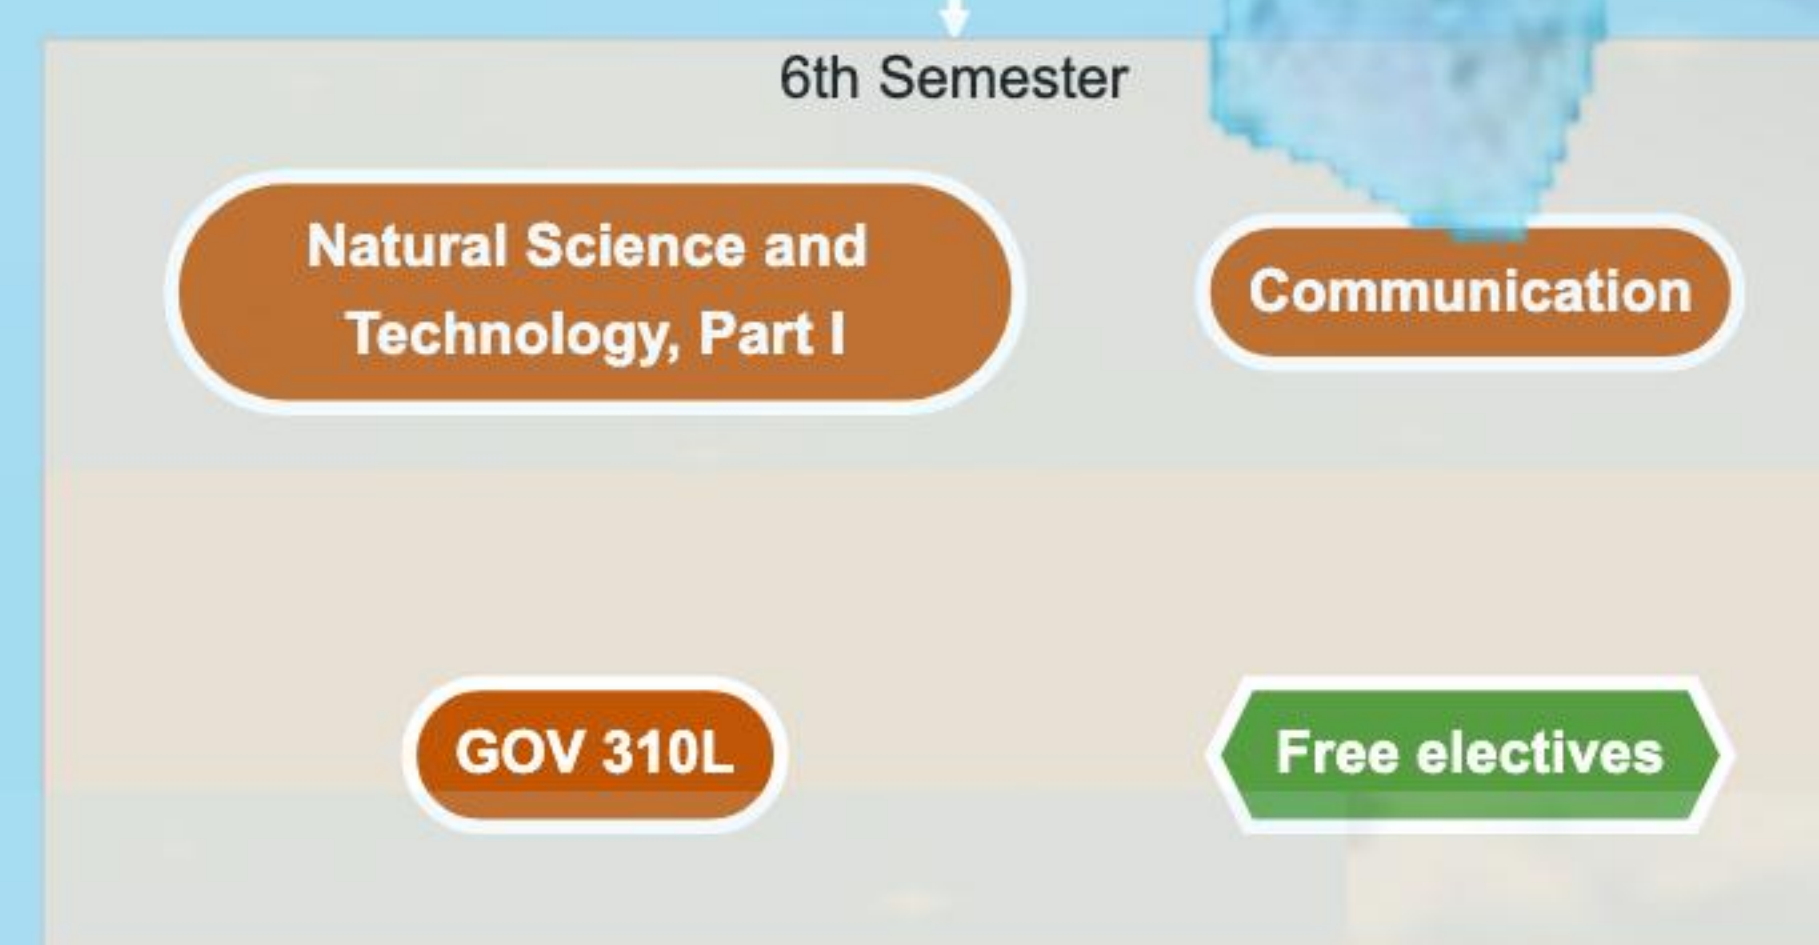 6th Semester
Natural Science and
Technology, Part I
Communication
GOV 310L
Free electives